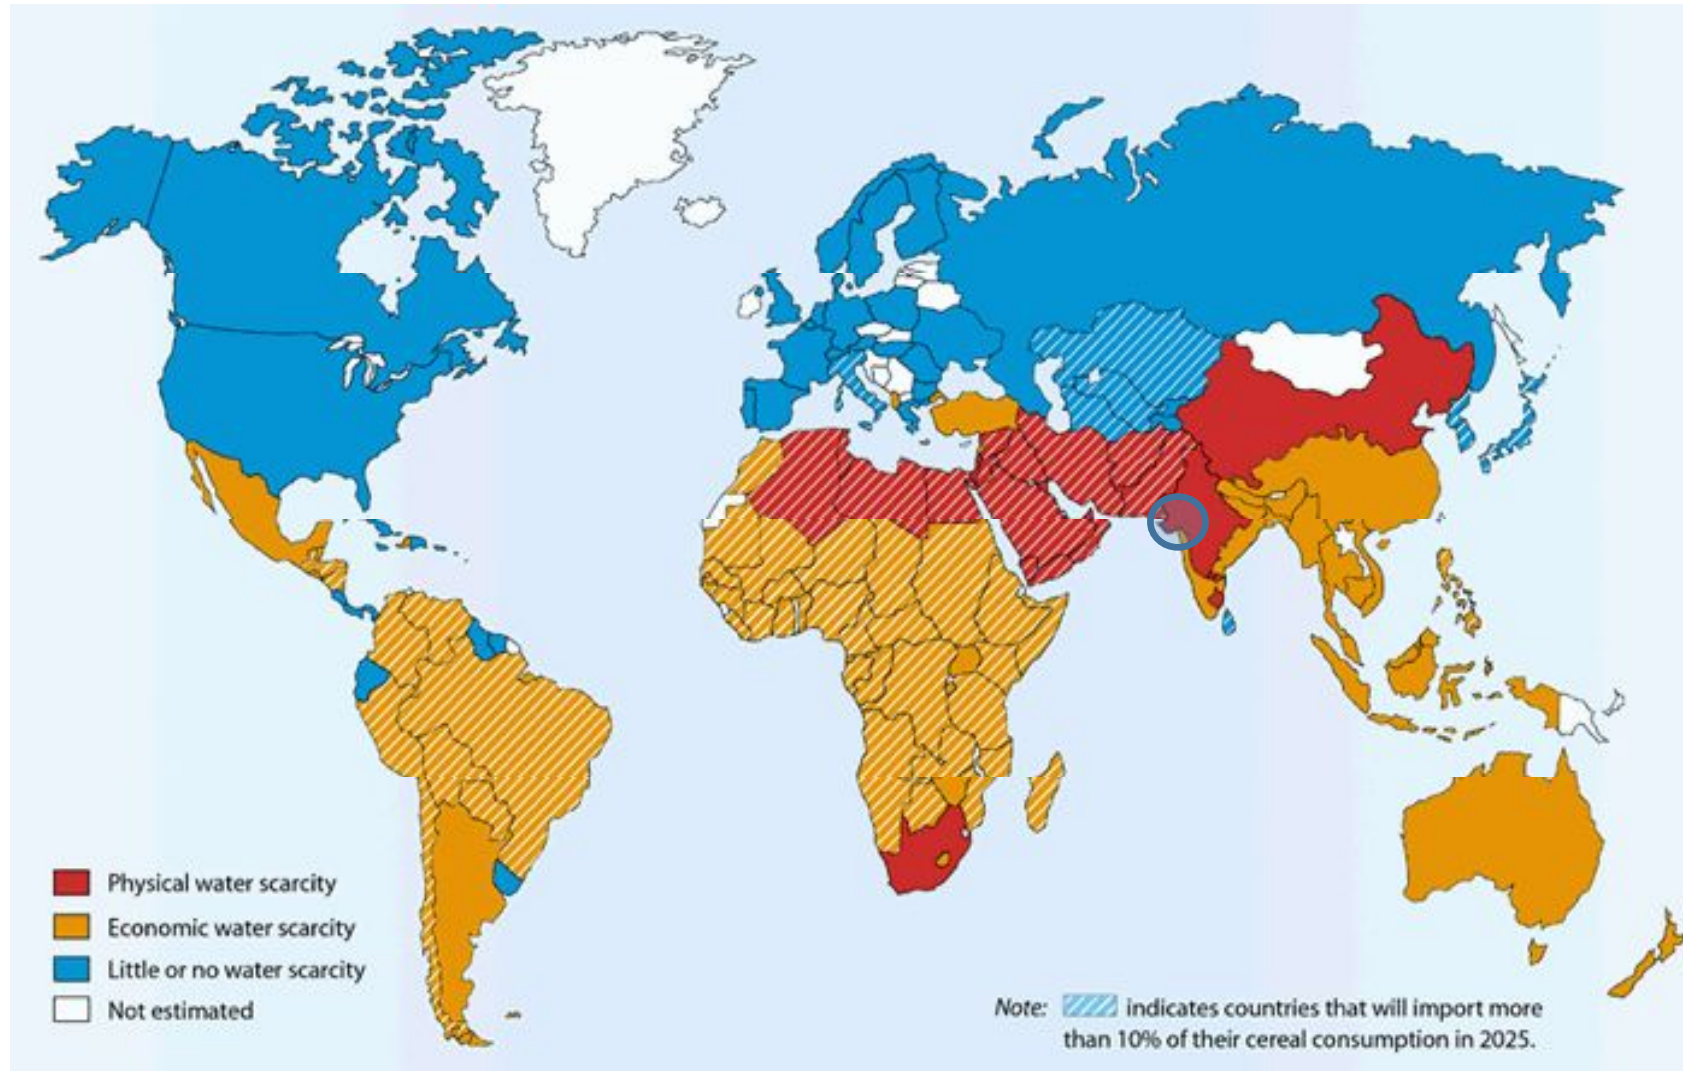 Physical water scarcity
Economic water scarcity
Little or no water scarcity
Not estimated
Note: indicates countries that will import more
than 10% of their cereal consumption in 2025.